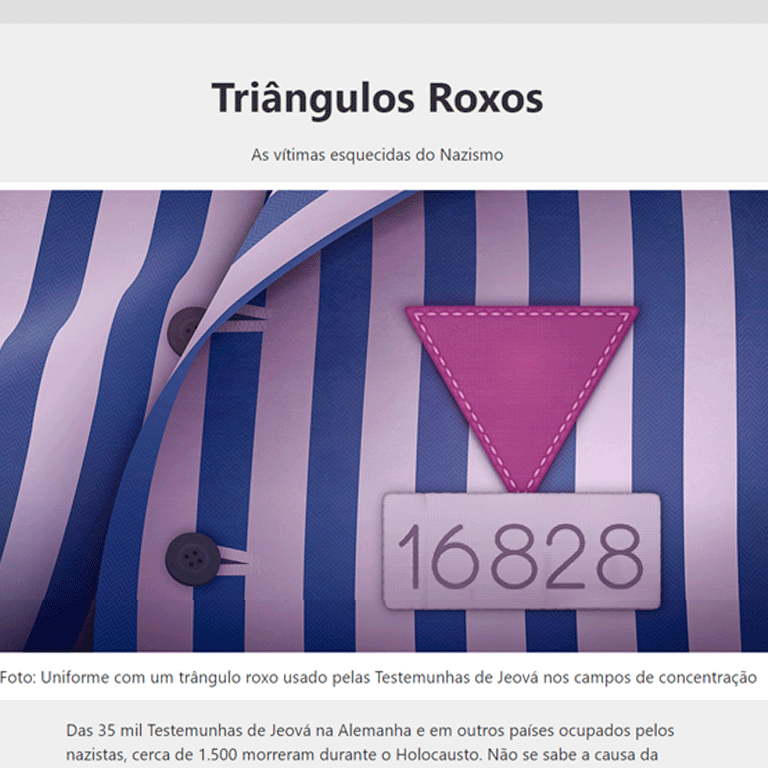 Triângulos Roxos
As vítimas esquecidas do Nazismo
16828
Foto: Uniforme com um trângulo roxo usado pelas Testemunhas de Jeová nos campos de concentração
Das 35 mil Testemunhas de Jeová na Alemanha e em outros países ocupados pelos
nazistas, cerca de 1.500 morreram durante o Holocausto. Não se sabe a causa da